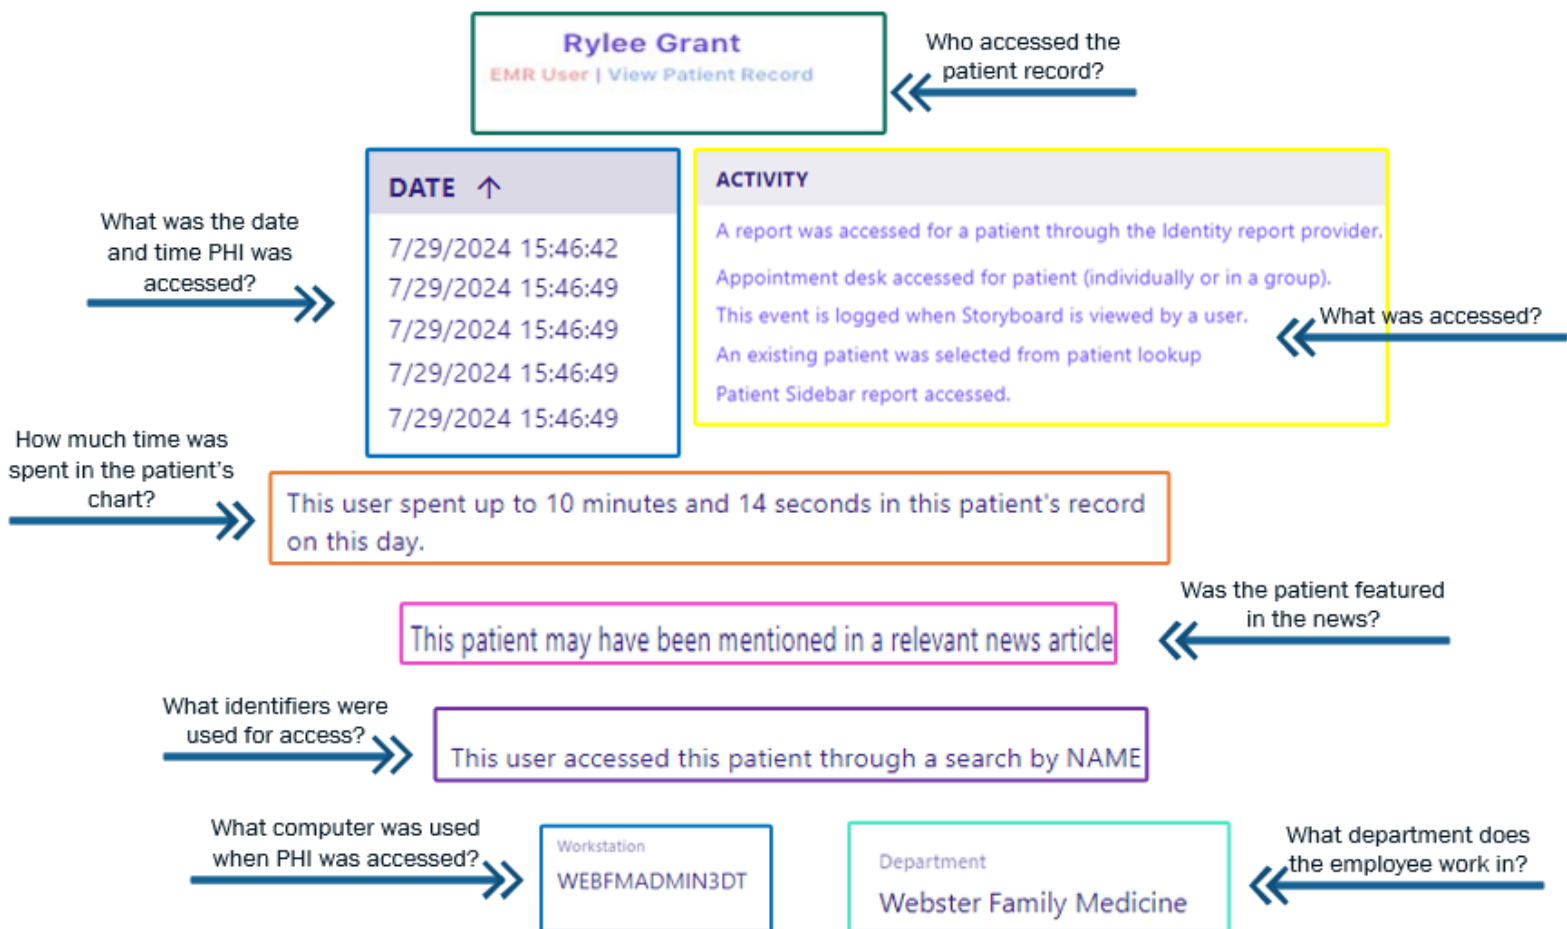 Rylee Grant
EMR User | View Patient Record
Who accessed the
patient record?
What was the date
and time PHI was
accessed?
DATE ↑
7/29/2024 15:46:42
7/29/2024 15:46:49
7/29/2024 15:46:49
7/29/2024 15:46:49
7/29/2024 15:46:49
ACTIVITY
A report was accessed for a patient through the Identity report provider.
Appointment desk accessed for patient (individually or in a group).
This event is logged when Storyboard is viewed by a user.
An existing patient was selected from patient lookup
Patient Sidebar report accessed.
What was accessed?
How much time was
spent in the patient's
chart?
This user spent up to 10 minutes and 14 seconds in this patient's record
on this day.
This patient may have been mentioned in a relevant news article
Was the patient featured
in the news?
What identifiers were
used for access?
This user accessed this patient through a search by NAME
What computer was used
when PHI was accessed?
Workstation
WEBFMADMIN3DT
Department
Webster Family Medicine
What department does
the employee work in?